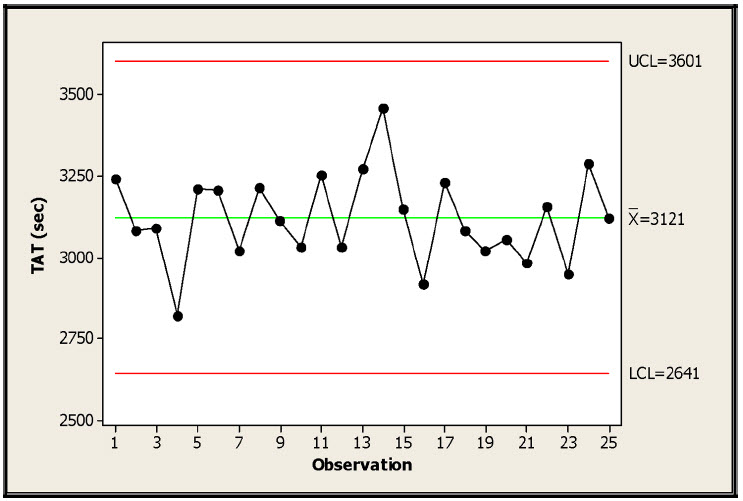 UCL=3601
3500
3250
X̅=3121
TAT (sec)
3000
2750
LCL=2641
2500
1 3 5 7 9 11 13 15 17 19 21 23 25
Observation